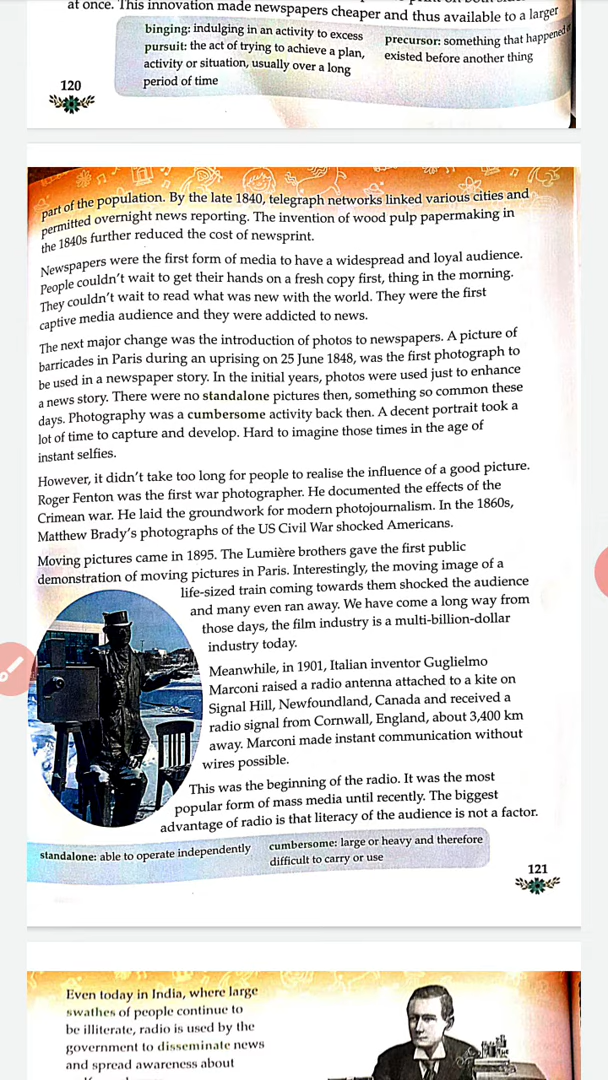 at once. This innovation made newspapers cheaper and thus available to a larger
binging: indulging in an activity to excess
pursuit: the act of trying to achieve a plan,
activity or situation, usually over a long
period of time
precursor: something that happened or
existed before another thing
120
part of the population. By the late 1840, telegraph networks linked various cities and
permitted overnight news reporting. The invention of wood pulp papermaking in
the 1840s further reduced the cost of newsprint.
Newspapers were the first form of media to have a widespread and loyal audience.
People couldn't wait to get their hands on a fresh copy first, thing in the morning.
They couldn't wait to read what was new with the world. They were the first
captive media audience and they were addicted to news.
The next major change was the introduction of photos to newspapers. A picture of
barricades in Paris during an uprising on 25 June 1848, was the first photograph to
be used in a newspaper story. In the initial years, photos were used just to enhance
a news story. There were no standalone pictures then, something so common these
days. Photography was a cumbersome activity back then. A decent portrait took a
lot of time to capture and develop. Hard to imagine those times in the age of
instant selfies.
However, it didn't take too long for people to realise the influence of a good picture.
Roger Fenton was the first war photographer. He documented the effects of the
Crimean war. He laid the groundwork for modern photojournalism. In the 1860s,
Matthew Brady's photographs of the US Civil War shocked Americans.
Moving pictures came in 1895. The Lumière brothers gave the first public
demonstration of moving pictures in Paris. Interestingly, the moving image of a
life-sized train coming towards them shocked the audience
and many even ran away. We have come a long way from
those days, the film industry is a multi-billion-dollar
industry today.
Meanwhile, in 1901, Italian inventor Guglielmo
Marconi raised a radio antenna attached to a kite on
Signal Hill, Newfoundland, Canada and received a
radio signal from Cornwall, England, about 3,400 km
away. Marconi made instant communication without
wires possible.
This was the beginning of the radio. It was the most
popular form of mass media until recently. The biggest
advantage of radio is that literacy of the audience is not a factor.
standalone: able to operate independently
cumbersome: large or heavy and therefore
difficult to carry or use
121
Even today in India, where large
swathes of people continue to
be illiterate, radio is used by the
government to disseminate news
and spread awareness about